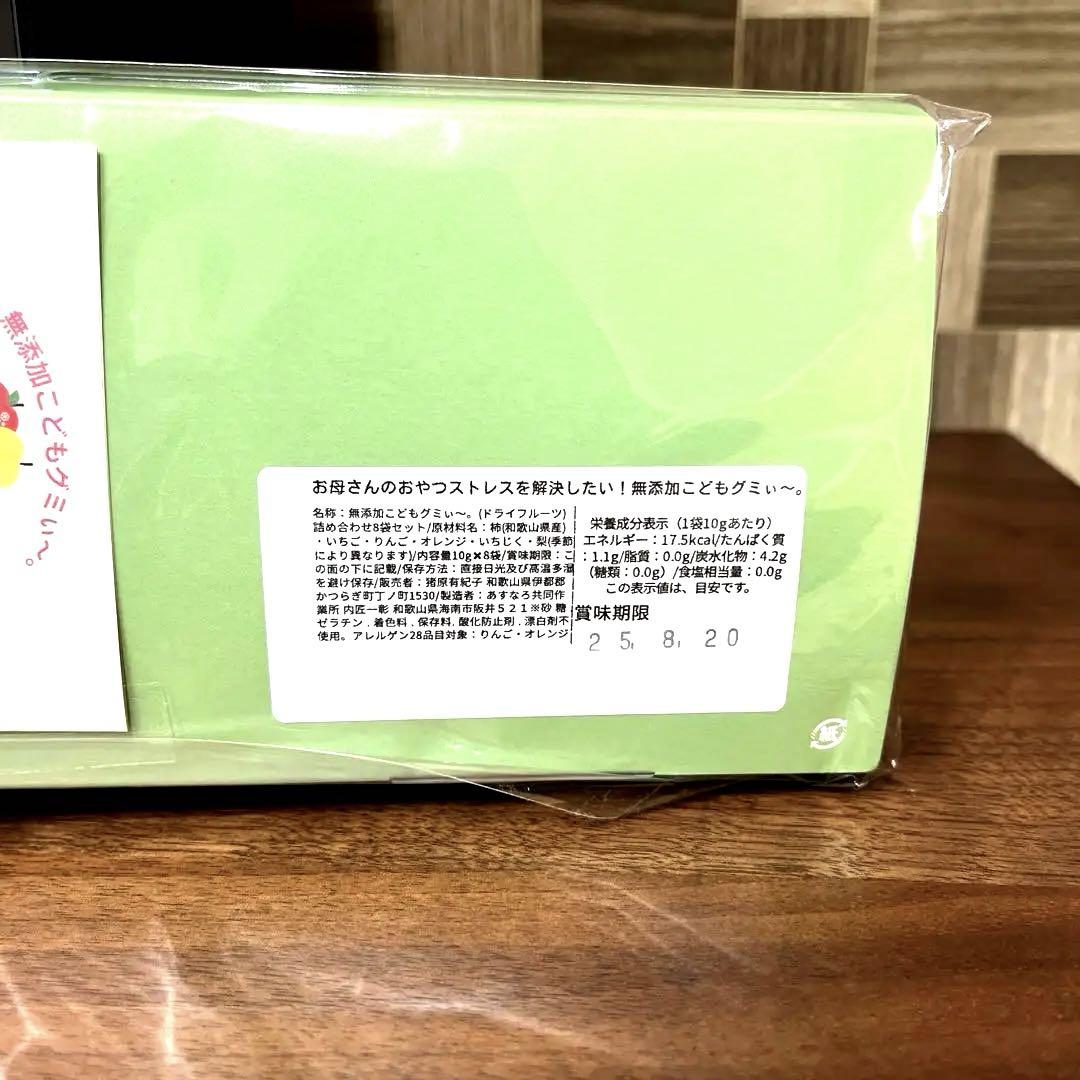 無添加こどもグミぃ～。
お母さんのおやつストレスを解決したい！無添加こどもグミぃ～。
名称：無添加こどもグミぃ～。(ドライフルーツ)
詰め合わせ8袋セット/原材料名：柿(和歌山県産)
・いちご・りんご・オレンジ・いちじく・梨(季節
により異なります)/内容量10g×8袋/賞味期限：こ
の面の下に記載/保存方法：直接日光及び高温多湿
を避け保存/販売者：猪原有紀子 和歌山県伊都郡
かつらぎ町丁ノ町1530/製造者：あすなろ共同作
業所 内匠一彰 和歌山県海南市阪井５２１※砂 糖
ゼラチン . 着色料 . 保存料 . 酸化防止剤 . 漂白剤不
使用。アレルゲン28品目対象：りんご・オレンジ
栄養成分表示（1袋10gあたり）
エネルギー：17.5kcal/たんぱく質
：1.1g/脂質：0.0g/炭水化物：4.2g
（糖類：0.0g）/食塩相当量：0.0g
この表示値は、目安です。
賞味期限
25, 8, 20
紙